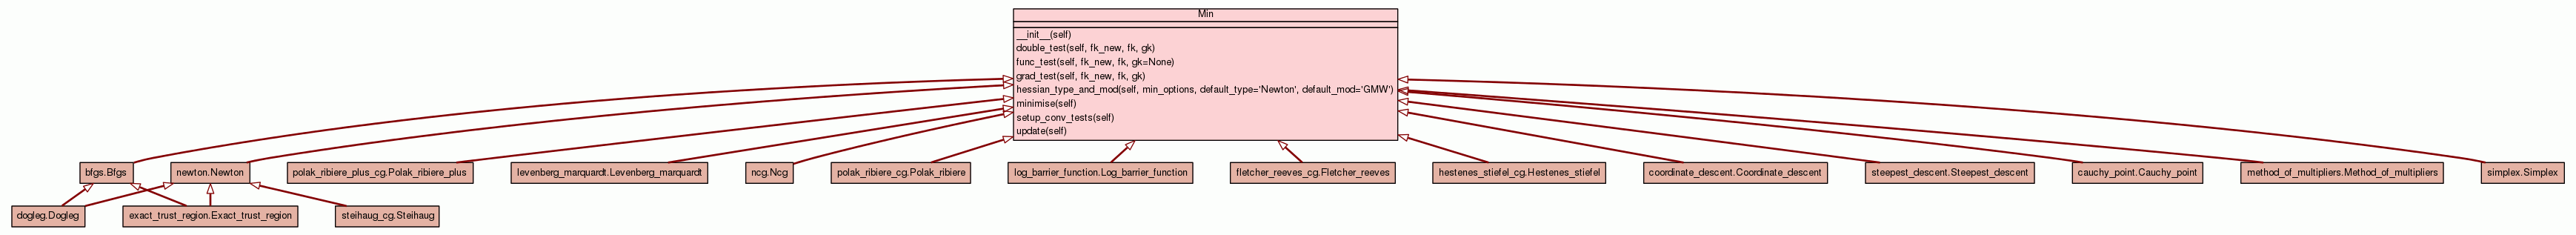 Min
__init__(self)
double_test(self, fk_new, fk, gk)
func_test(self, fk_new, fk, gk=None)
grad_test(self, fk_new, fk, gk)
hessian_type_and_mod(self, min_options, default_type='Newton', default_mod='GMW')
minimise(self)
setup_conv_tests(self)
update(self)
bfgs.Bfgs
newton.Newton
polak_ribiere_plus_cg.Polak_ribiere_plus
levenberg_marquardt.Levenberg_marquardt
ncg.Ncg
polak_ribiere_cg.Polak_ribiere
log_barrier_function.Log_barrier_function
fletcher_reeves_cg.Fletcher_reeves
hestenes_stiefel_cg.Hestenes_stiefel
coordinate_descent.Coordinate_descent
steepest_descent.Steepest_descent
cauchy_point.Cauchy_point
method_of_multipliers.Method_of_multipliers
simplex.Simplex
dogleg.Dogleg
exact_trust_region.Exact_trust_region
steihaug_cg.Steihaug